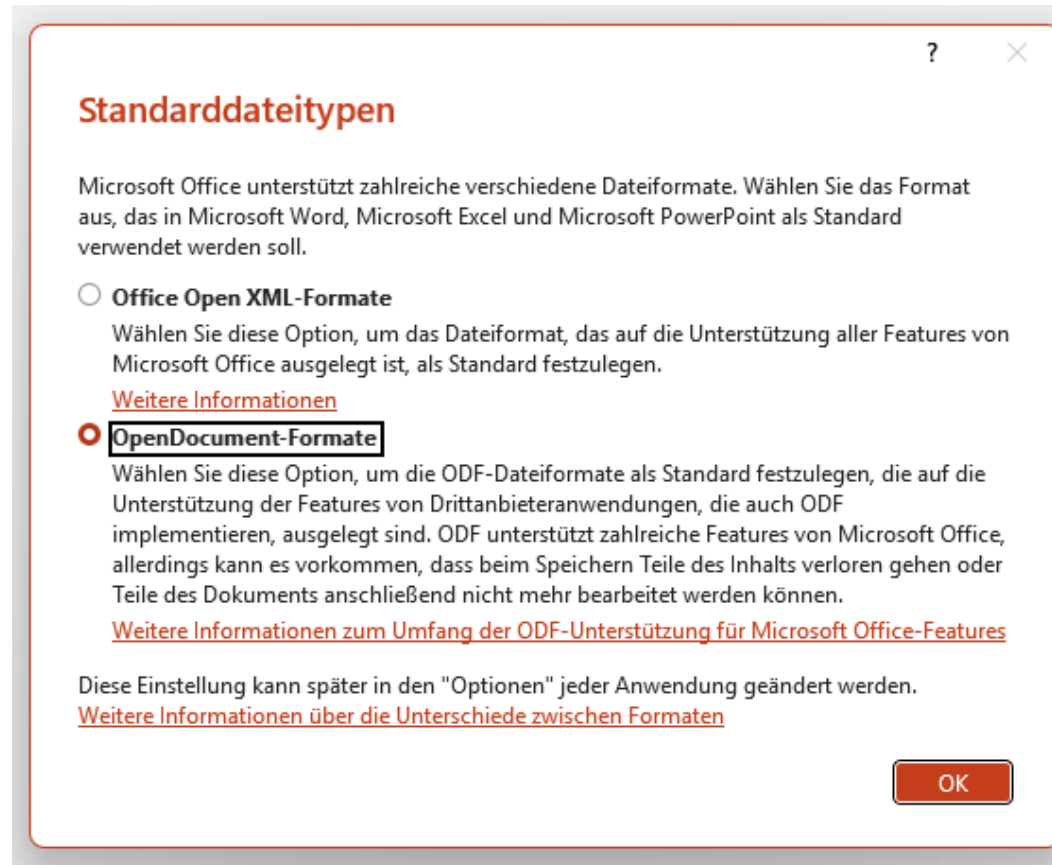 ?
Standarddateitypen
Microsoft Office unterstützt zahlreiche verschiedene Dateiformate. Wählen Sie das Format
aus, das in Microsoft Word, Microsoft Excel und Microsoft PowerPoint als Standard
verwendet werden soll.
Office Open XML-Formate
Wählen Sie diese Option, um das Dateiformat, das auf die Unterstützung aller Features von
Microsoft Office ausgelegt ist, als Standard festzulegen.
Weitere Informationen
OpenDocument-Formate
Wählen Sie diese Option, um die ODF-Dateiformate als Standard festzulegen, die auf die
Unterstützung der Features von Drittanbieteranwendungen, die auch ODF
implementieren, ausgelegt sind. ODF unterstützt zahlreiche Features von Microsoft Office,
allerdings kann es vorkommen, dass beim Speichern Teile des Inhalts verloren gehen oder
Teile des Dokuments anschließend nicht mehr bearbeitet werden können.
Weitere Informationen zum Umfang der ODF-Unterstützung für Microsoft Office-Features
Diese Einstellung kann später in den "Optionen" jeder Anwendung geändert werden.
Weitere Informationen über die Unterschiede zwischen Formaten
OK